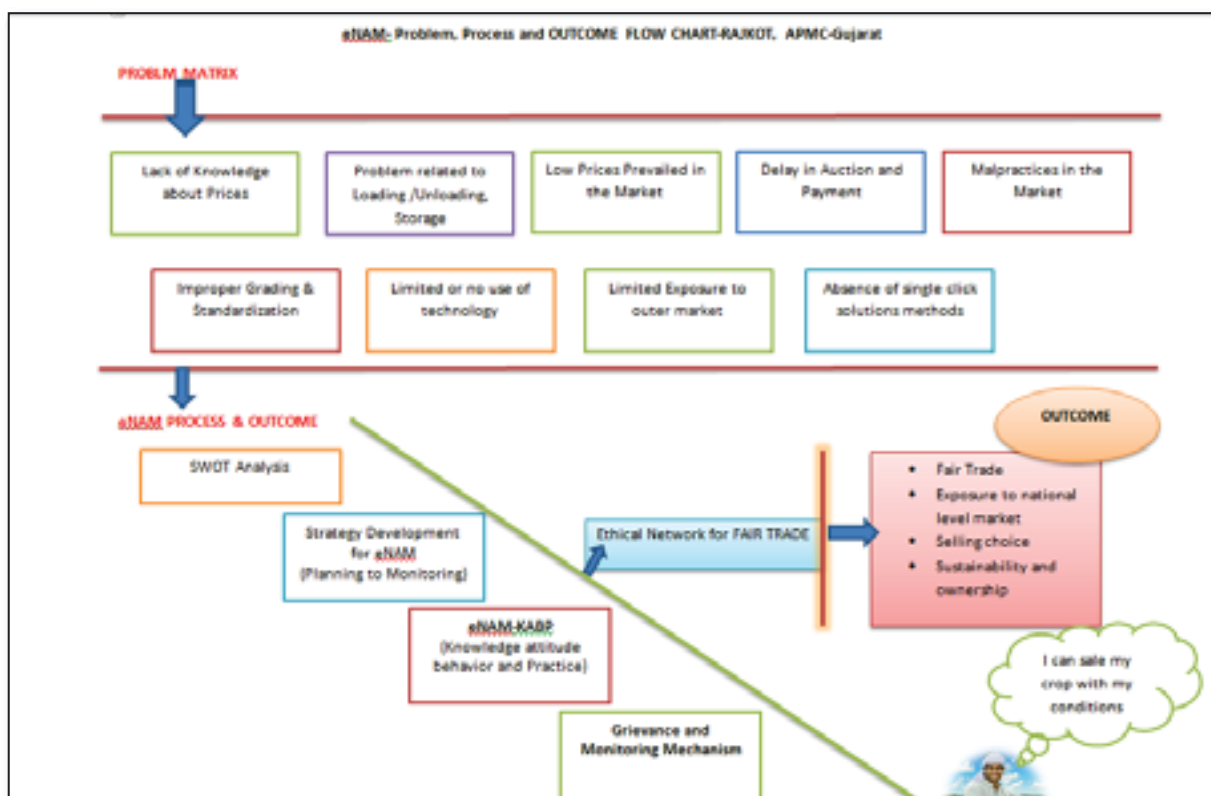 eNAM- Problem, Process and OUTCOME FLOW CHART-RAJKOT, APMC-Gujarat
PROBLM MATRIX
Lack of Knowledge
about Prices
Problem related to
Loading /Unloading,
Storage
Low Prices Prevailed in
the Market
Delay in Auction and
Payment
Malpractices in the
Market
Improper Grading &
Standardization
Limited or no use of
technology
Limited Exposure to
outer market
Absence of single click
solutions methods
eNAM PROCESS & OUTCOME
SWOT Analysis
Strategy Development
for eNAM
(Planning to Monitoring)
eNAM-KABP
(Knowledge attitude
behavior and Practice)
Grievance and
Monitoring Mechanism
Ethical Network for FAIR TRADE
OUTCOME
• Fair Trade
• Exposure to national
level market
• Selling choice
• Sustainability and
ownership
I can sale my
crop with my
conditions